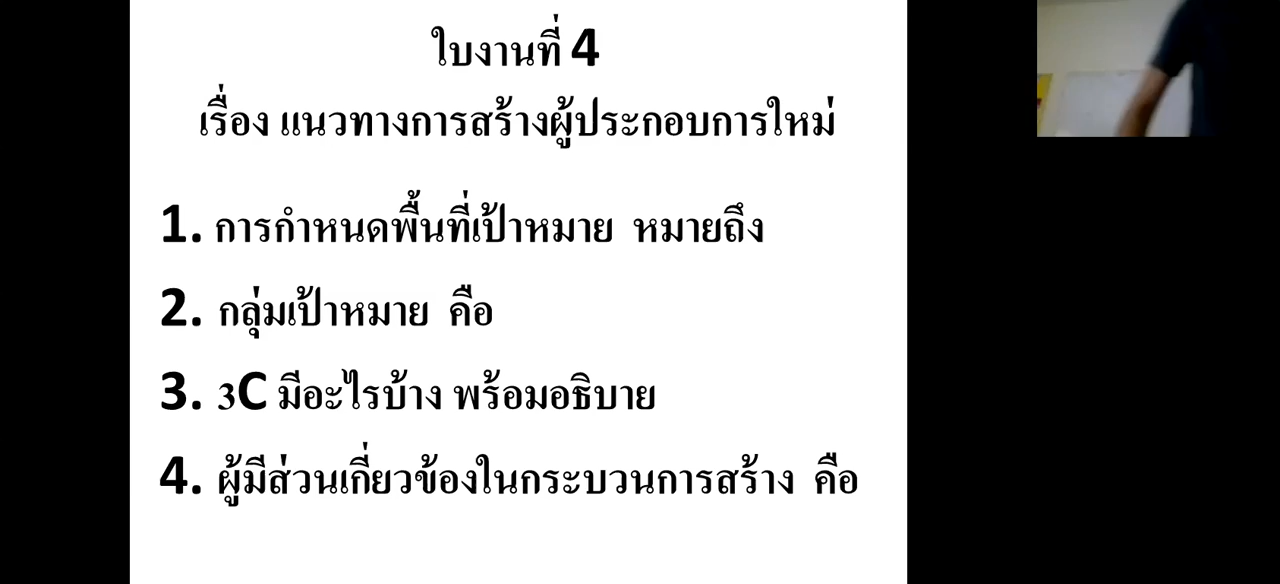 ใบงานที่ 4
เรื่อง แนวทางการสร้างผู้ประกอบการใหม่
1. การกำหนดพื้นที่เป้าหมาย หมายถึง
2. กลุ่มเป้าหมาย คือ
3. 3C มีอะไรบ้าง พร้อมอธิบาย
4. ผู้มีส่วนเกี่ยวข้องในกระบวนการสร้าง คือ